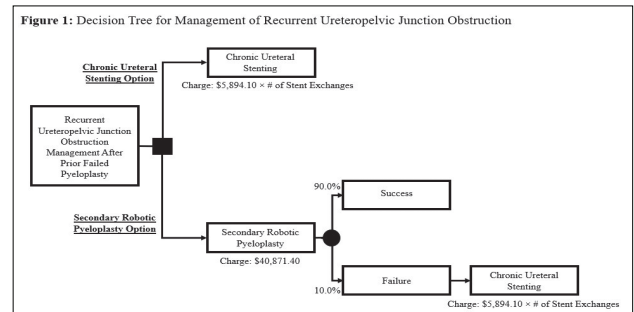 Figure 1: Decision Tree for Management of Recurrent Ureteropelvic Junction Obstruction
Chronic Ureteral
Stenting Option
Chronic Ureteral
Stenting
Charge: $5,894.10 × # of Stent Exchanges
Recurrent
Ureteropelvic Junction
Obstruction
Management After
Prior Failed
Pyeloplasty
Secondary Robotic
Pyeloplasty Option
Secondary Robotic
Pyeloplasty
Charge: $40,871.40
90.0%
Success
10.0%
Failure
Chronic Ureteral
Stenting
Charge: $5,894.10 × # of Stent Exchanges